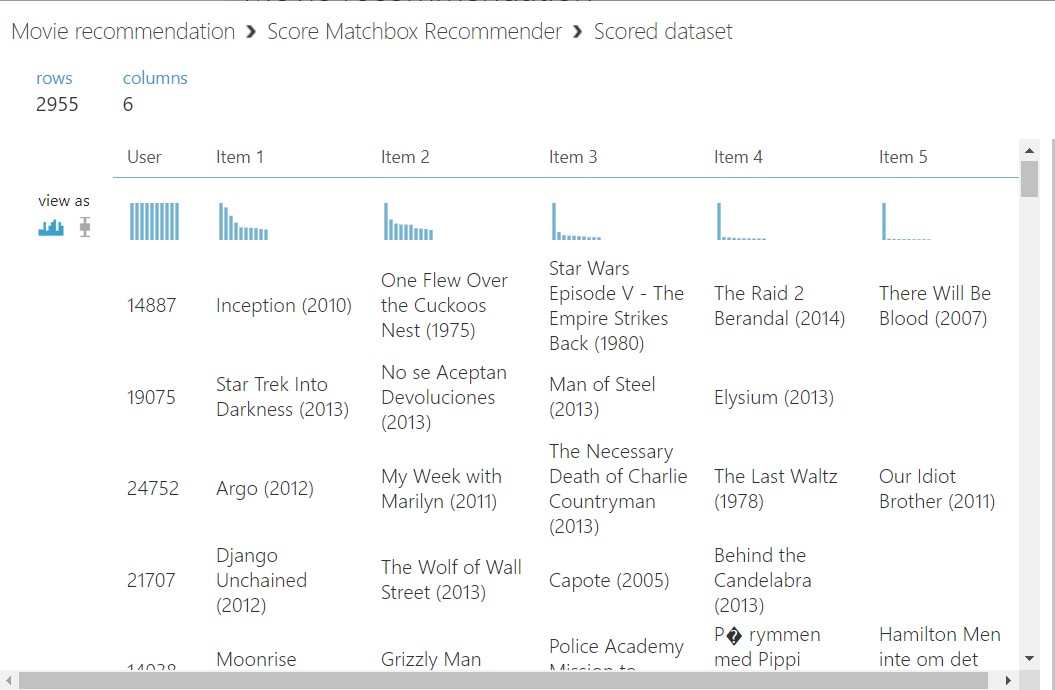 Movie recommendation > Score Matchbox Recommender > Scored dataset
rows columns
2955 6
User Item 1 Item 2 Item 3 Item 4 Item 5
view as
14887
Inception (2010)
One Flew Over
the Cuckoos
Nest (1975)
Star Wars
Episode V - The
Empire Strikes
Back (1980)
The Raid 2
Berandal (2014)
There Will Be
Blood (2007)
19075
Star Trek Into
Darkness (2013)
No se Aceptan
Devoluciones
(2013)
Man of Steel
(2013)
Elysium (2013)
24752
Argo (2012)
My Week with
Marilyn (2011)
The Necessary
Death of Charlie
Countryman
(2013)
The Last Waltz
(1978)
Our Idiot
Brother (2011)
21707
Django
Unchained
(2012)
The Wolf of Wall
Street (2013)
Capote (2005)
Behind the
Candelabra
(2013)
Moonrise
Grizzly Man
Police Academy
Mission to
P� rymmen
med Pippi
Hamilton Men
inte om det